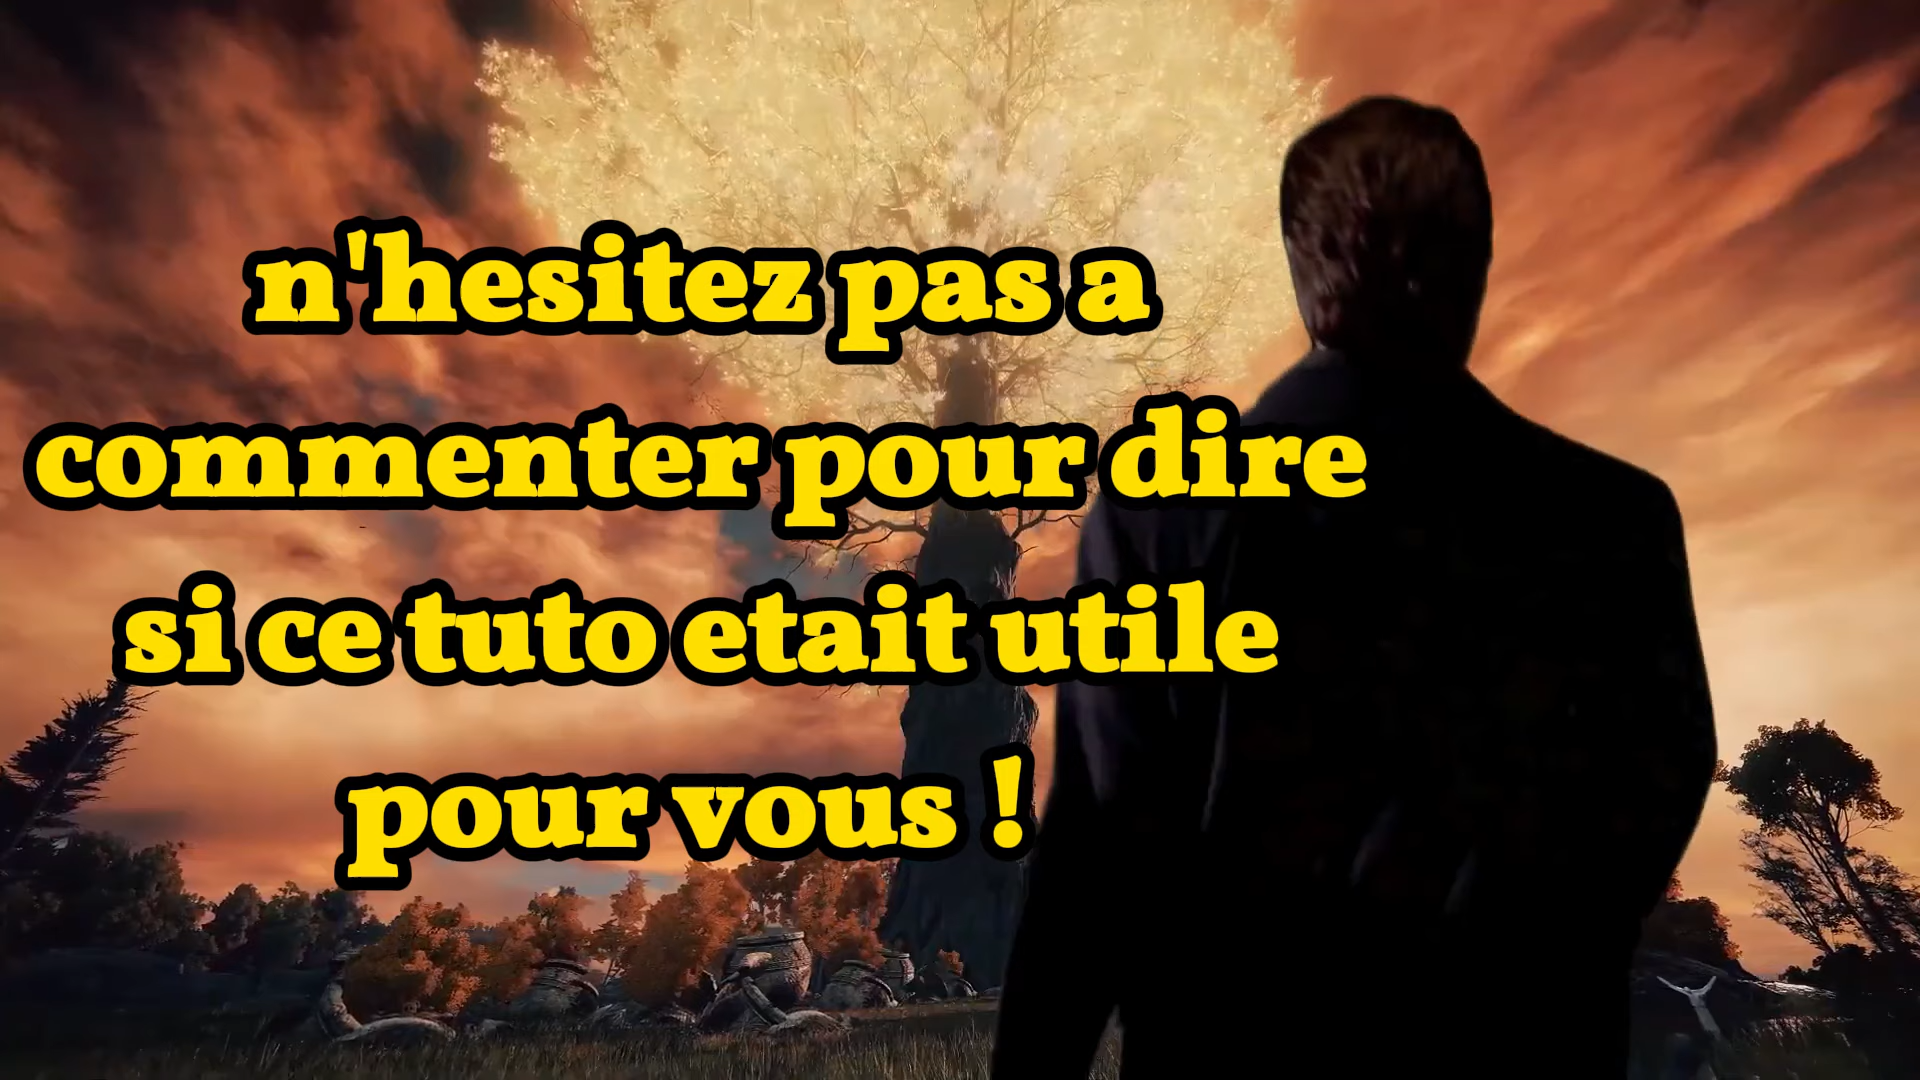 n'hesitez pas a
commenter pour dire
si ce tuto etait utile
pour vous !